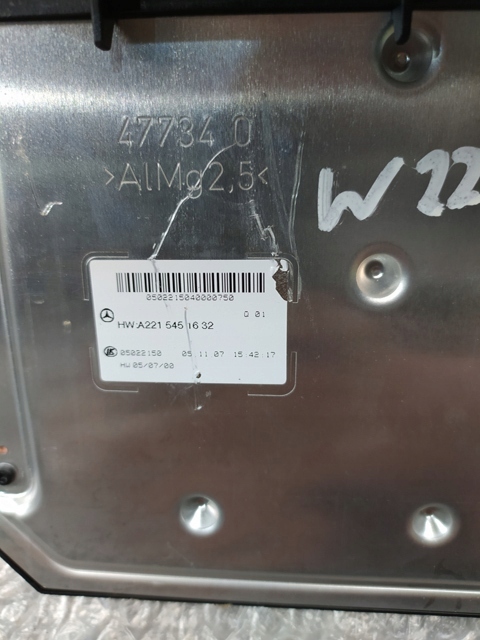 47734 0
>AlMg2,5<
W 22
0502215040000750
Q 01
HW:A221 545 16 32
05022150 05 11 07 15 42 17
HW 05/07/00